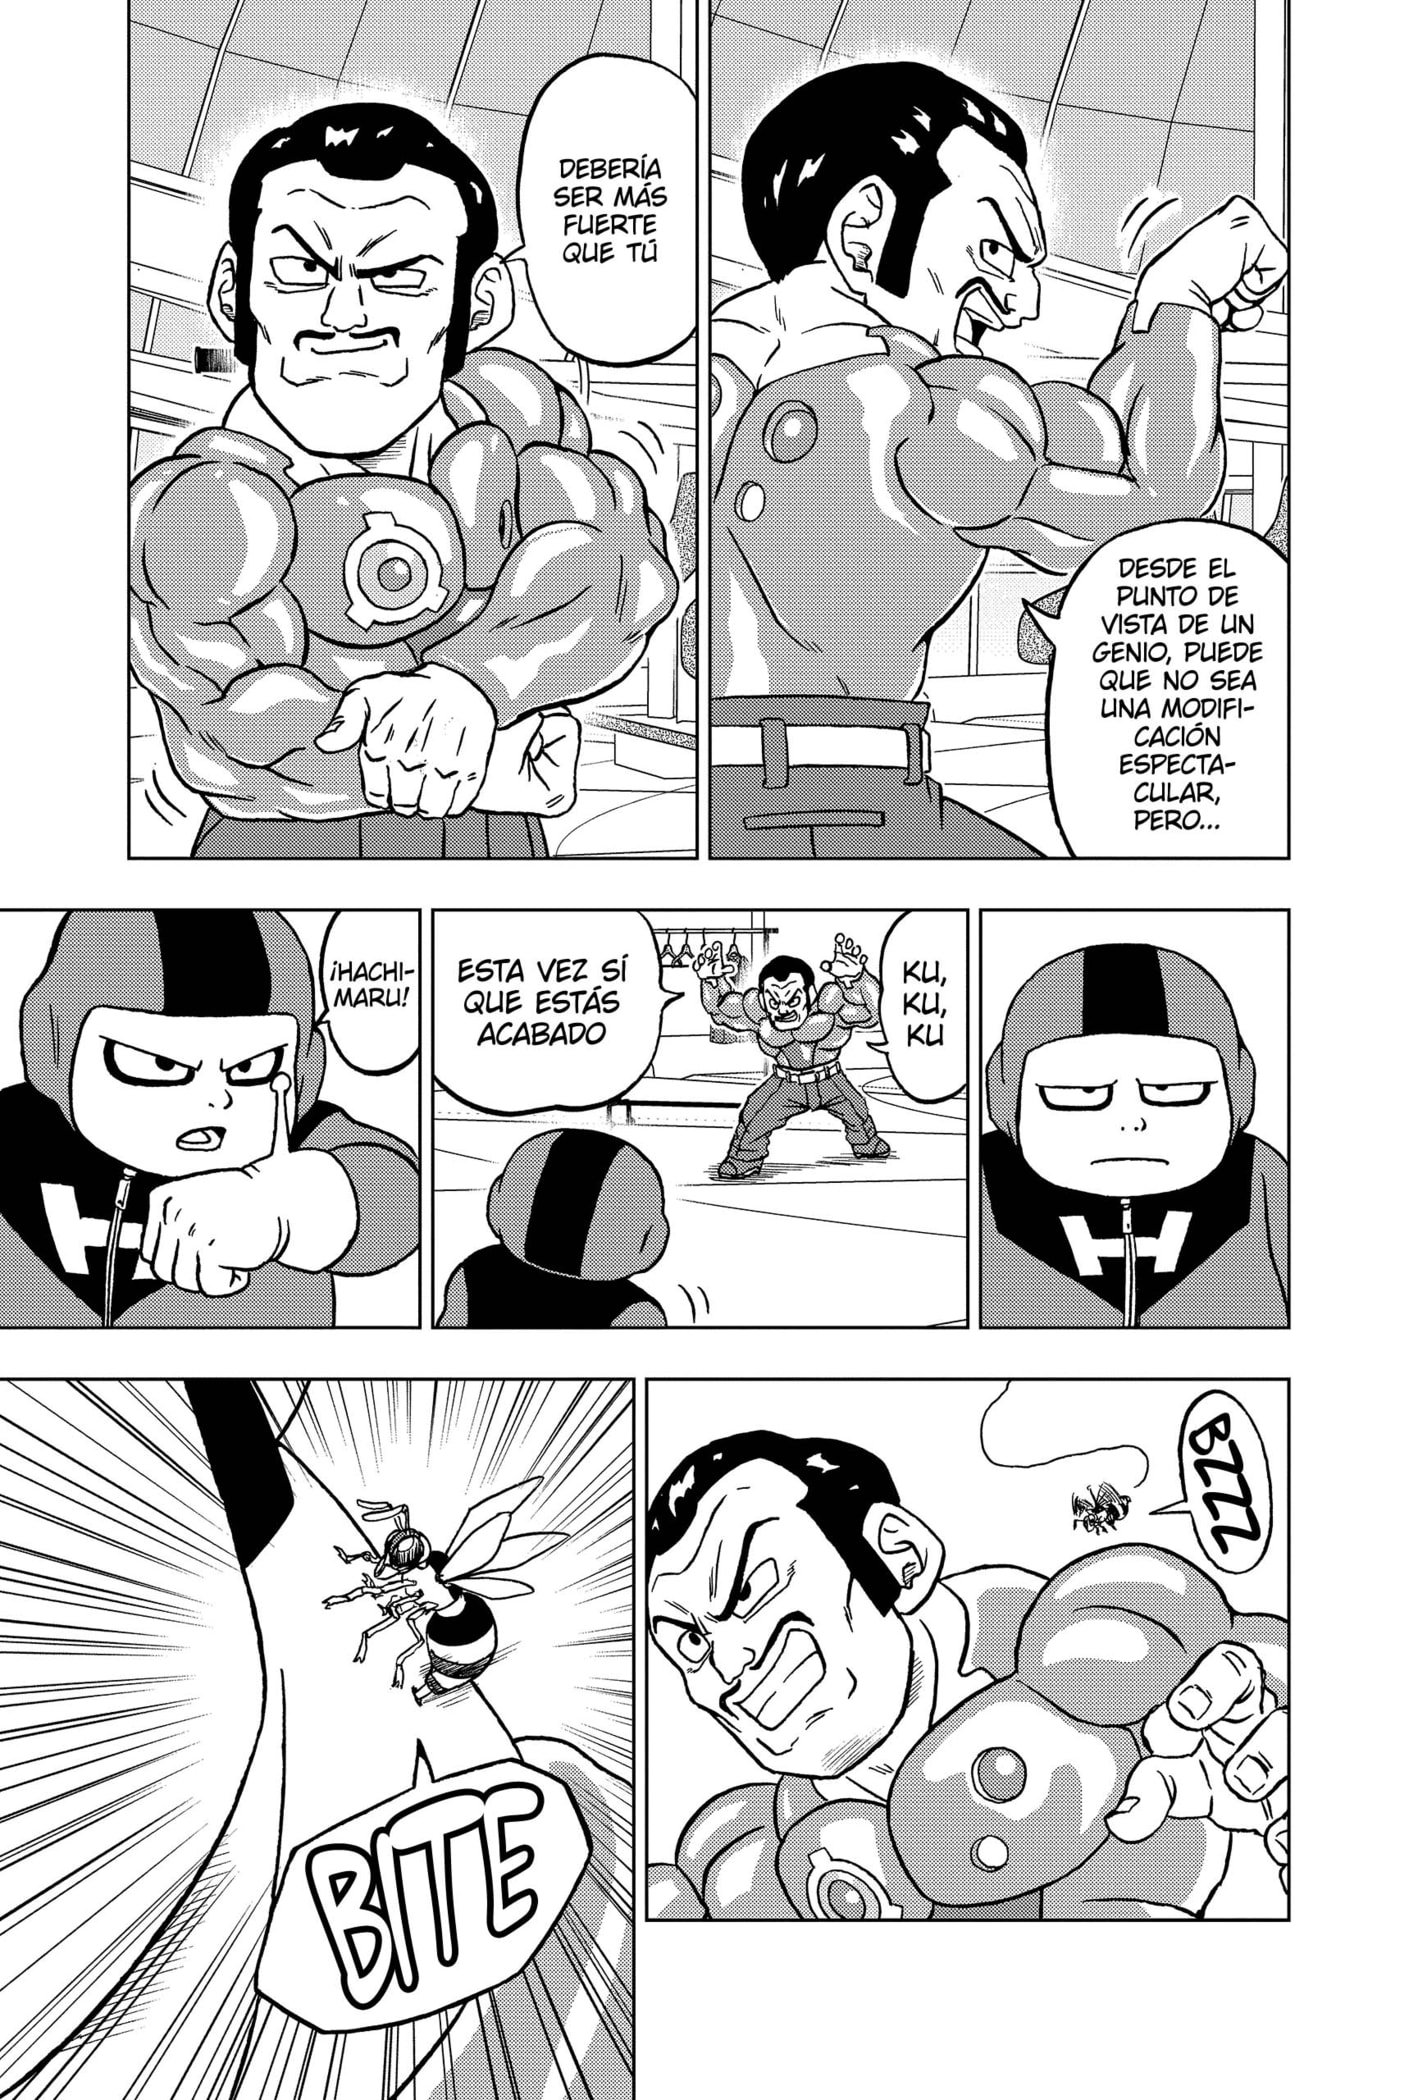 DESDE EL
PUNTO DE
VISTA DE UN
GENIO, PUEDE
QUE NO SEA
UNA MODIFI-
CACIÓN
ESPECTA-
CULAR,
PERO...
DEBERÍA
SER MÁS
FUERTE
QUE TÚ
H
KU,
KU,
KU
ESTA VEZ SÍ
QUE ESTÁS
ACABADO
¡HACHI-
MARU!
H
BZZZ
BITE